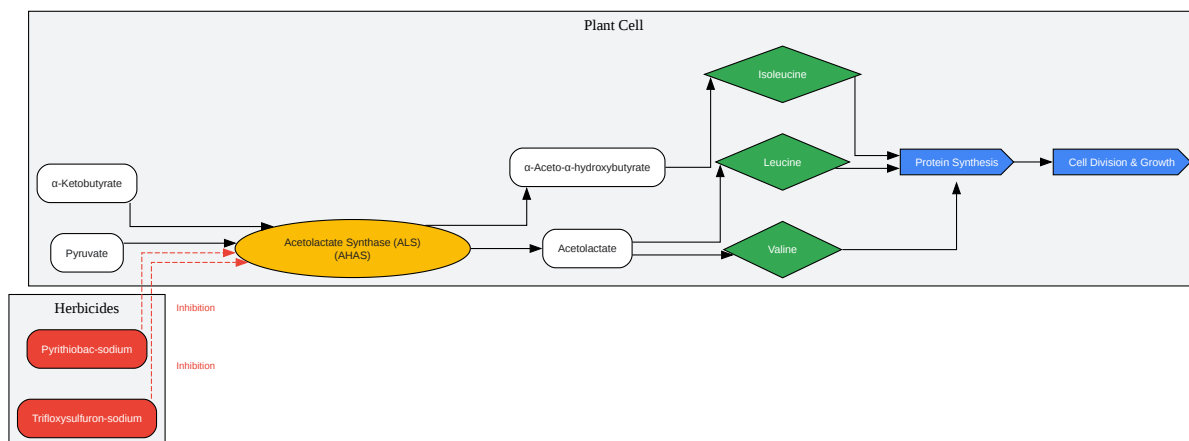 Plant Cell
Isoleucine
α-Ketobutyrate
α-Aceto-α-hydroxybutyrate
Leucine
Protein Synthesis
Cell Division & Growth
Pyruvate
Acetolactate Synthase (ALS)
(AHAS)
Acetolactate
Valine
Herbicides
Inhibition
Pyrithiobac-sodium
Inhibition
Trifloxysulfuron-sodium